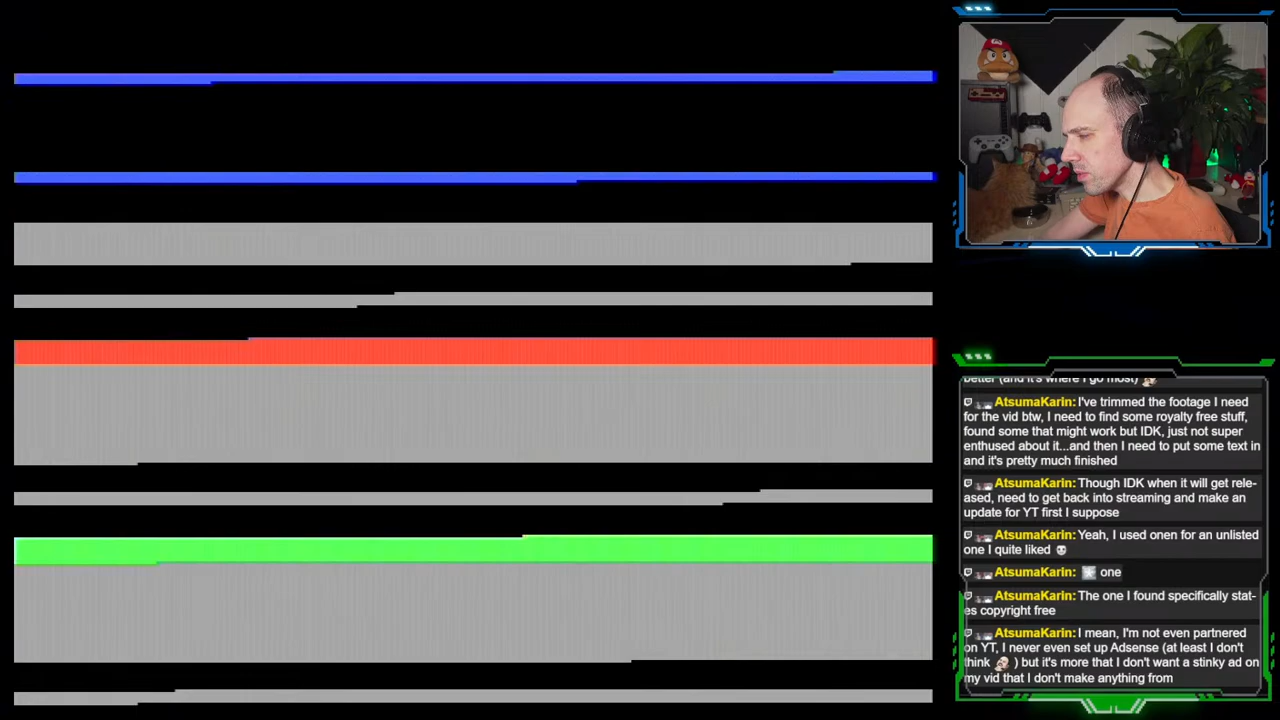 better (and it's where I go most)
AtsumaKarin: I've trimmed the footage I need
for the vid btw, I need to find some royalty free stuff,
found some that might work but IDK, just not super
enthused about it...and then I need to put some text in
and it's pretty much finished
AtsumaKarin: Though IDK when it will get rele-
ased, need to get back into streaming and make an
update for YT first I suppose
AtsumaKarin: Yeah, I used onen for an unlisted
one I quite liked
AtsumaKarin: one
AtsumaKarin: The one I found specifically stat-
es copyright free
AtsumaKarin: I mean, I'm not even partnered
on YT, I never even set up Adsense (at least I don't
think ) but it's more that I don't want a stinky ad on
my vid that I don't make anything from